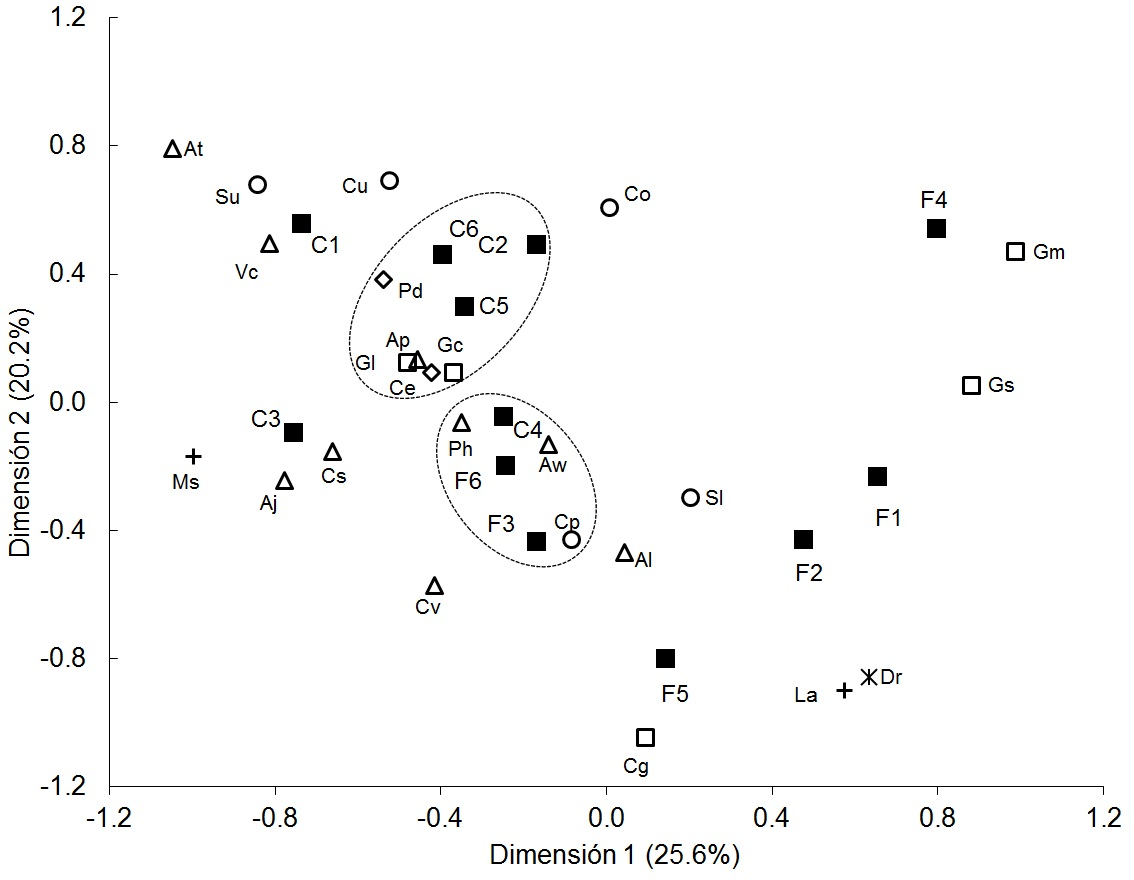 1.2
0.8
0.4
0.0
-0.4
-0.8
-1.2
Dimensión 2 (20.2%)
At
Su
Cu
Co
F4
C1
C6
C2
Vc
Gm
Pd
C5
Ap
Gc
Gl
Ce
Gs
C3
C4
Ph
Aw
Ms
Cs
F6
Aj
Sl
F1
F3
Cp
Al
F2
Cv
Dr
La
F5
Cg
-1.2
-0.8
-0.4
0.0
0.4
0.8
1.2
Dimensión 1 (25.6%)